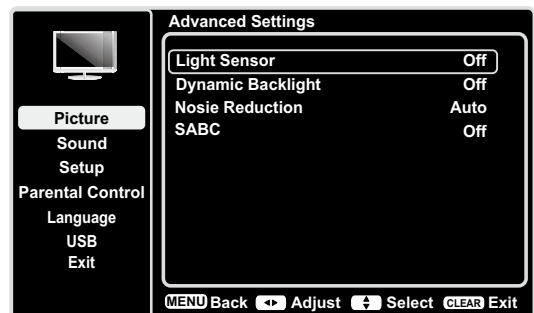 Advanced Settings
Light Sensor Off
Dynamic Backlight Off
Nosie Reduction Auto
SABC Off
Picture
Sound
Setup
Parental Control
Language
USB
Exit
MENU Back Adjust Select CLEAR Exit